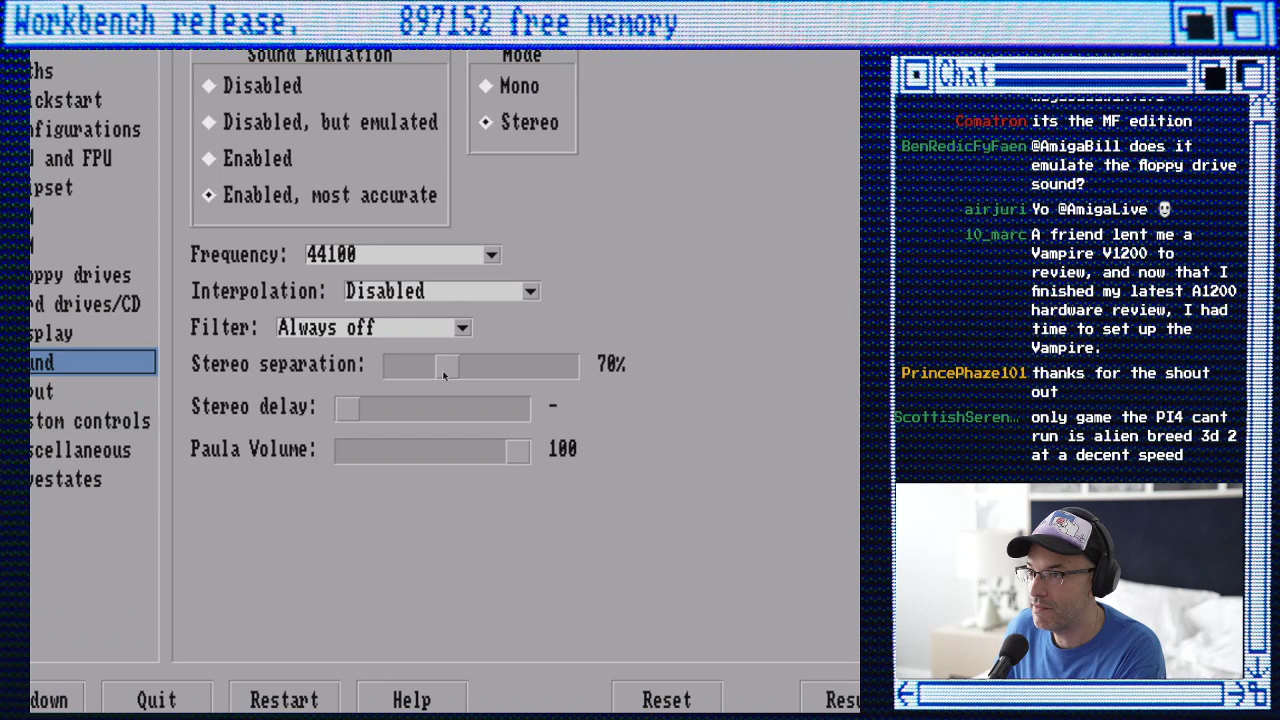 Workbench release. 897152 free memory
Sound Emulation
Mode
Disabled
Disabled, but emulated
Enabled
Enabled, most accurate
Mono
Stereo
Frequency: 44100
Interpolation: Disabled
Filter: Always off
Stereo separation: 70%
Stereo delay: -
Paula Volume: 100
ths
ckstart
nfigurations
and FPU
ipset
oppy drives
rd drives/CD
splay
und
put
stom controls
scellaneous
vestates
down
Quit
Restart
Help
Reset
Res
Chat
Comatron its the MF edition
BenRedicFyFaen @AmigaBill does it
emulate the floppy drive
sound?
airjuri Yo @AmigaLive
10_marc A friend lent me a
Vampire V1200 to
review, and now that I
finished my latest A1200
hardware review, I had
time to set up the
Vampire.
PrincePhaze101 thanks for the shout
out
ScottishSeren… only game the PI4 cant
run is alien breed 3d 2
at a decent speed